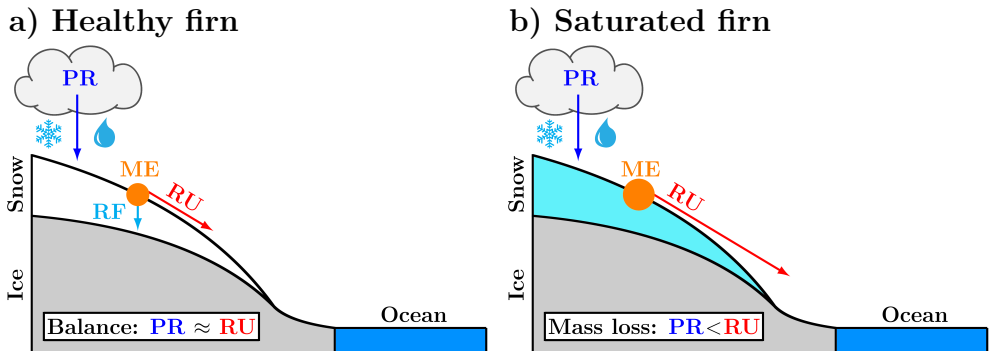 a) Healthy firn
PR
ME
RU
RF
Snow
Ice
Ocean
Balance: PR ≈ RU
b) Saturated firn
PR
ME
RU
Snow
Ice
Ocean
Mass loss: PR<RU